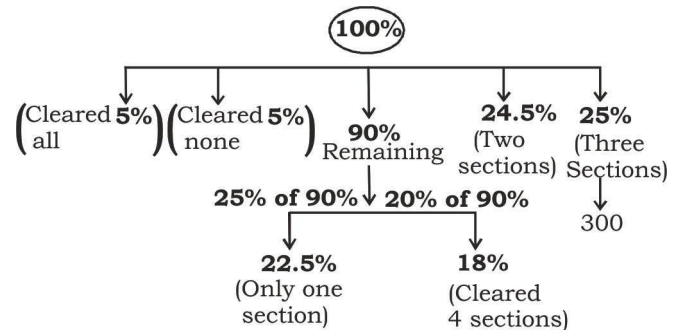 100%
(Cleared 5%) (Cleared 5%)
all
none
90%
Remaining
24.5%
(Two
sections)
25%
(Three
Sections)
300
25% of 90%
20% of 90%
22.5%
(Only one
section)
18%
(Cleared
4 sections)